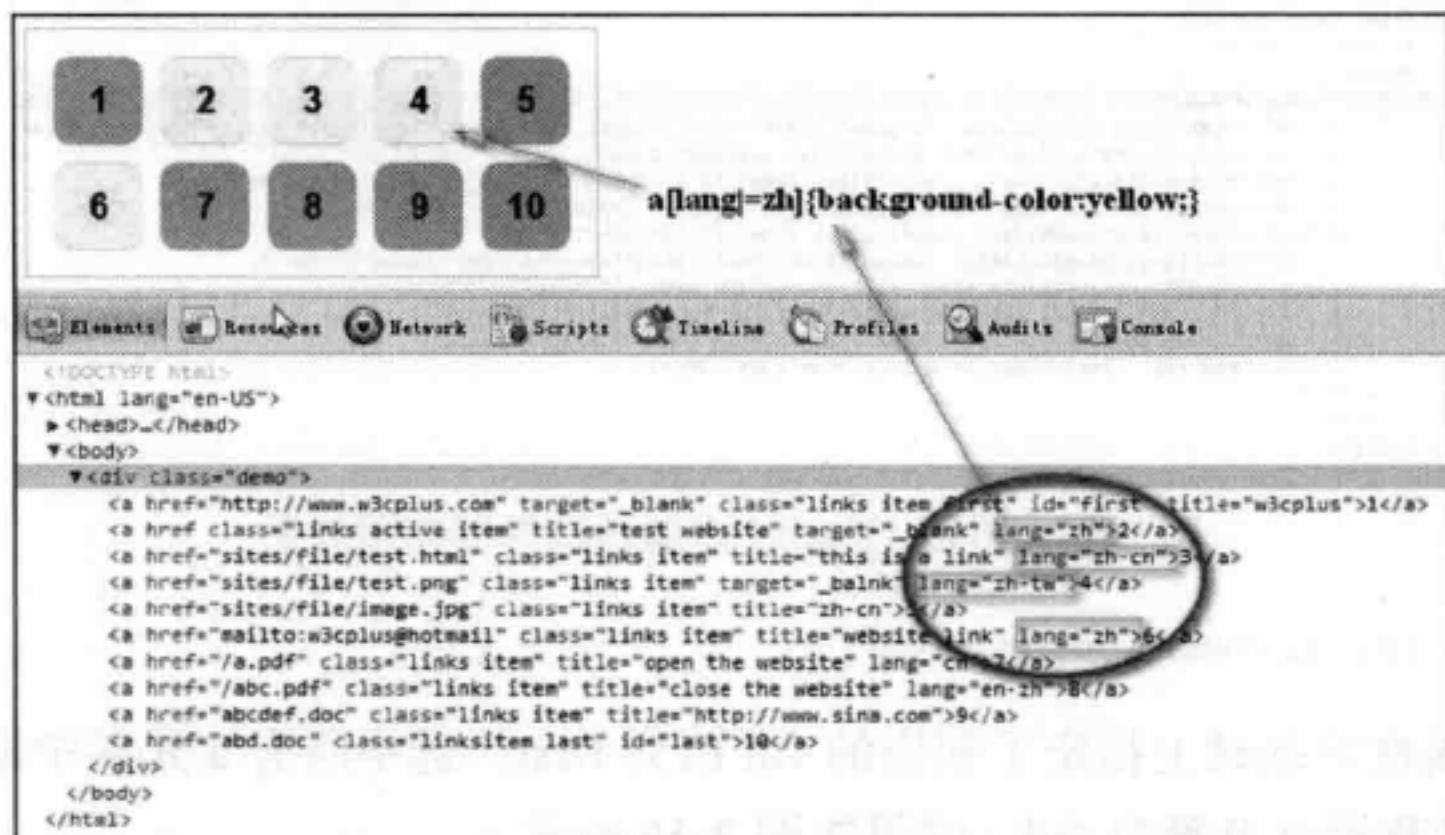 1 2 3 4 5
6 7 8 9 10
a[lang|=zh]{background-color:yellow;}
Elements Resources Network Scripts Timeline Profiles Audits Console
<!DOCTYPE html>
▼<html lang="en-US">
▶<head>…</head>
▼<body>
▼<div class="demo">
<a href="http://www.w3cplus.com" target="_blank" class="links item first" id="first" title="w3cplus">1</a>
<a href class="links active item" title="test website" target="_blank" lang="zh">2</a>
<a href="sites/file/test.html" class="links item" title="this is a link" lang="zh-cn">3</a>
<a href="sites/file/test.png" class="links item" target="_balnk" lang="zh-tw">4</a>
<a href="sites/file/image.jpg" class="links item" title="zh-cn">5</a>
<a href="mailto:w3cplus@hotmail" class="links item" title="website link" lang="zh">6</a>
<a href="/a.pdf" class="links item" title="open the website" lang="cn">7</a>
<a href="/abc.pdf" class="links item" title="close the website" lang="en-zh">8</a>
<a href="abcdef.doc" class="links item" title="http://www.sina.com">9</a>
<a href="abd.doc" class="linksitem last" id="last">10</a>
</div>
</body>
</html>